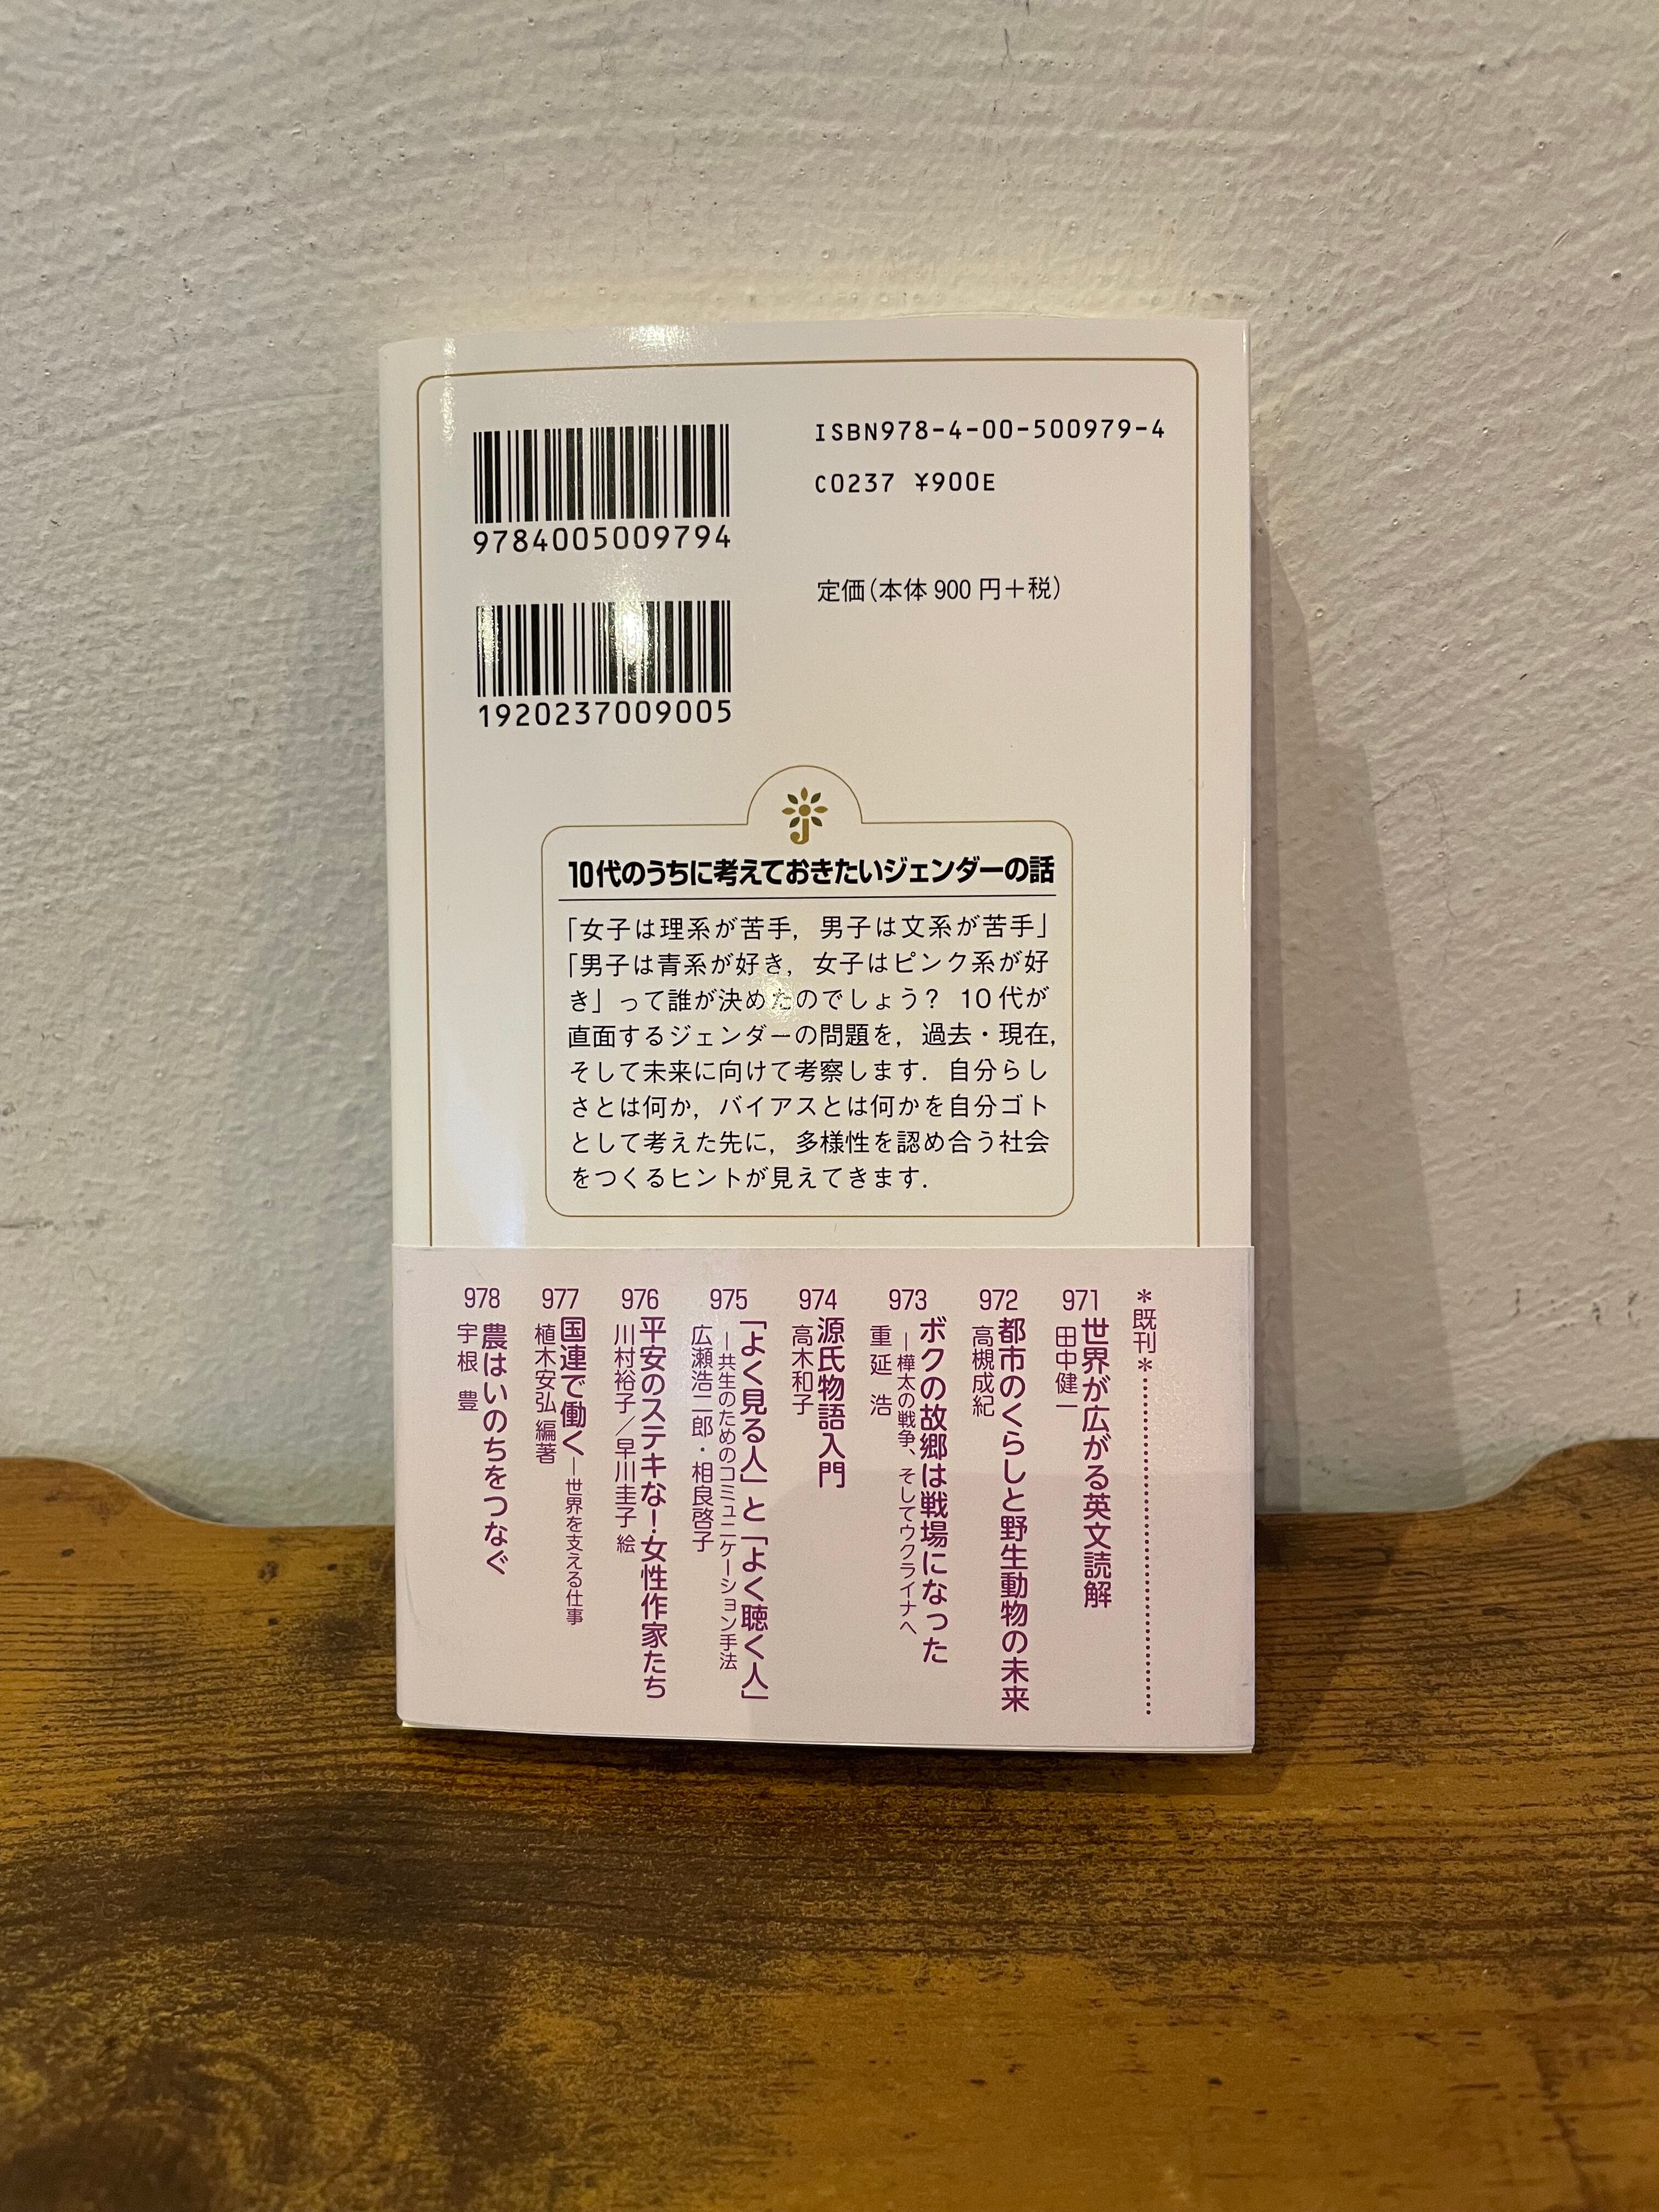 ISBN978-4-00-500979-4
C0237 ¥900E
9784005009794
定価(本体 900 円+税)
1920237009005
10代のうちに考えておきたいジェンダーの話
「女子は理系が苦手，男子は文系が苦手」
「男子は青系が好き，女子はピンク系が好
き」って誰が決めたのでしょう？ 10 代が
直面するジェンダーの問題を，過去・現在，
そして未来に向けて考察します．自分らし
さとは何か，バイアスとは何かを自分ゴト
として考えた先に，多様性を認め合う社会
をつくるヒントが見えてきます．
＊既刊＊
971 世界が広がる英文読解
田中健一
972 都市のくらしと野生動物の未来
高槻成紀
973 ボクの故郷は戦場になった
―樺太の戦争、そしてウクライナへ
重延 浩
974 源氏物語入門
高木和子
975 「よく見る人」と「よく聴く人」
―共生のためのコミュニケーション手法
広瀬浩二郎・相良啓子
976 平安のステキな！女性作家たち
川村裕子／早川圭子 絵
977 国連で働く―世界を支える仕事
植木安弘 編著
978 農はいのちをつなぐ
宇根 豊